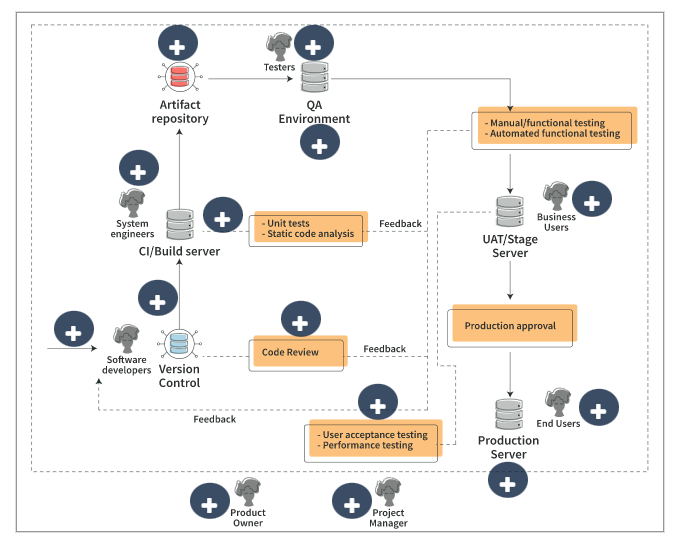 Testers
Artifact
repository
QA
Environment
- Manual/functional testing
- Automated functional testing
System
engineers
CI/Build server
- Unit tests
- Static code analysis
Feedback
Business
Users
UAT/Stage
Server
Software
developers
Version
Control
Code Review
Feedback
Production approval
Feedback
- User acceptance testing
- Performance testing
End Users
Production
Server
Product
Owner
Project
Manager